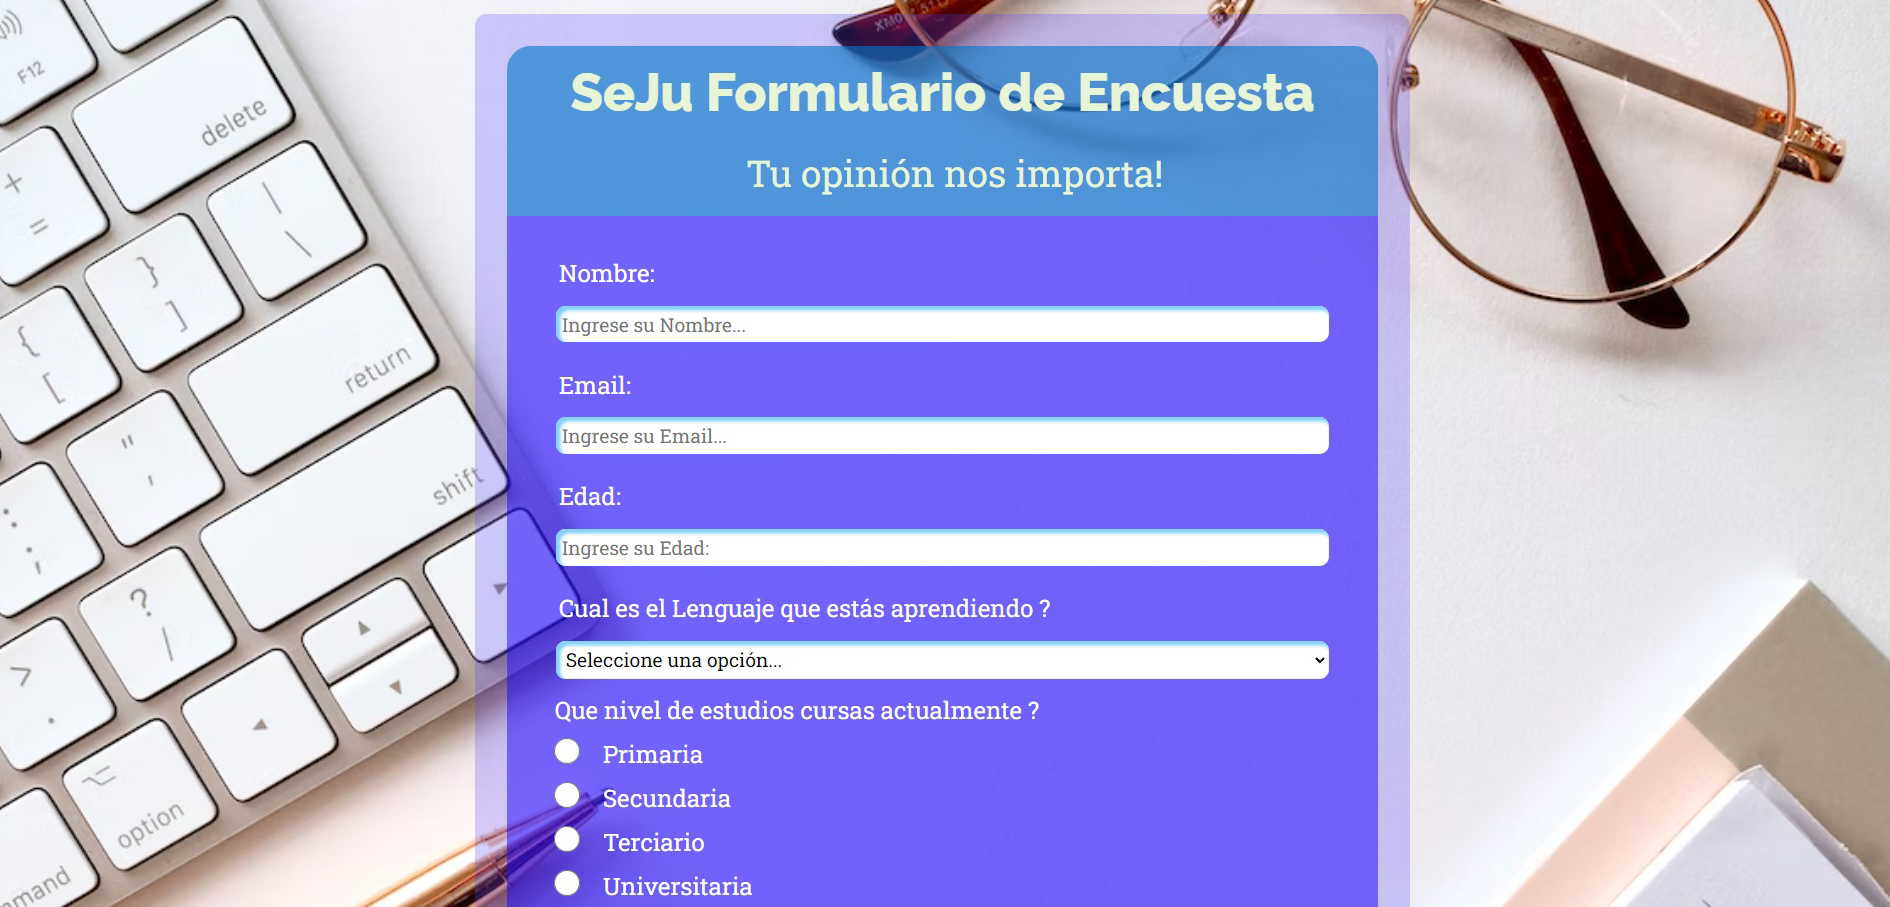 XM0
F12
delete
+
=
|
\
}
]
{
[
return
"
,
shift
;
?
/
>
.
option
mmand
SeJu Formulario de Encuesta
Tu opinión nos importa!
Nombre:
Ingrese su Nombre...
Email:
Ingrese su Email...
Edad:
Ingrese su Edad:
Cual es el Lenguaje que estás aprendiendo ?
Seleccione una opción...
Que nivel de estudios cursas actualmente ?
Primaria
Secundaria
Terciario
Universitaria